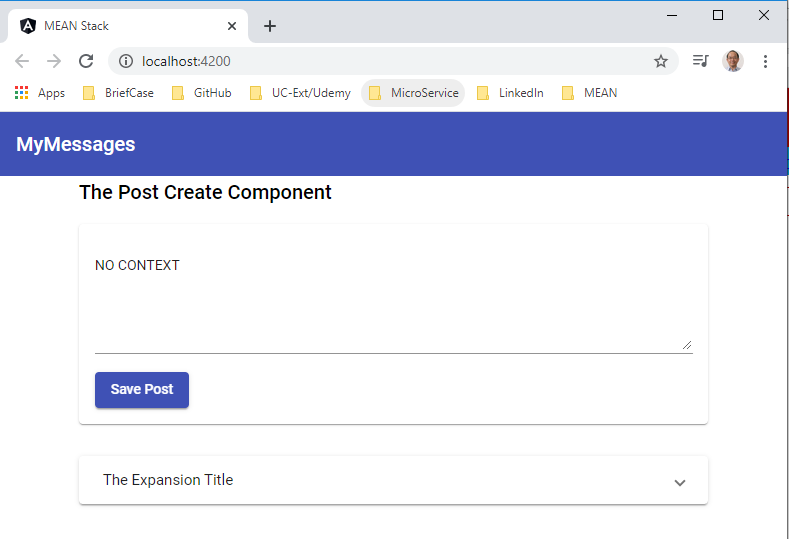 MEAN Stack
localhost:4200
Apps BriefCase GitHub UC-Ext/Udemy MicroService LinkedIn MEAN
MyMessages
The Post Create Component
NO CONTEXT
Save Post
The Expansion Title